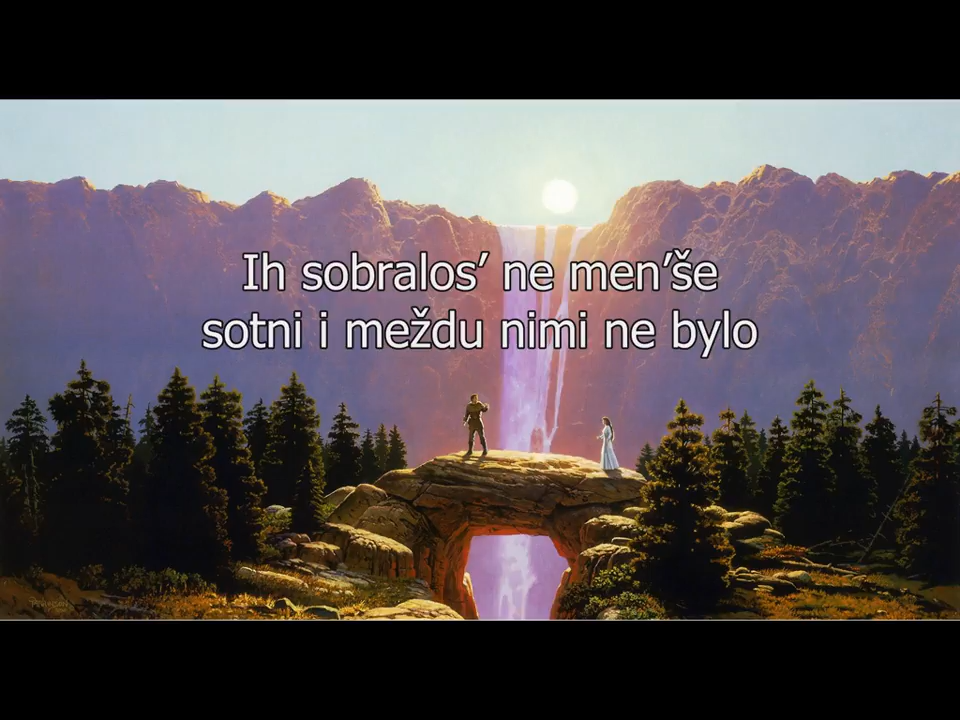 Ih sobralos’ ne men’še
sotni i meždu nimi ne bylo